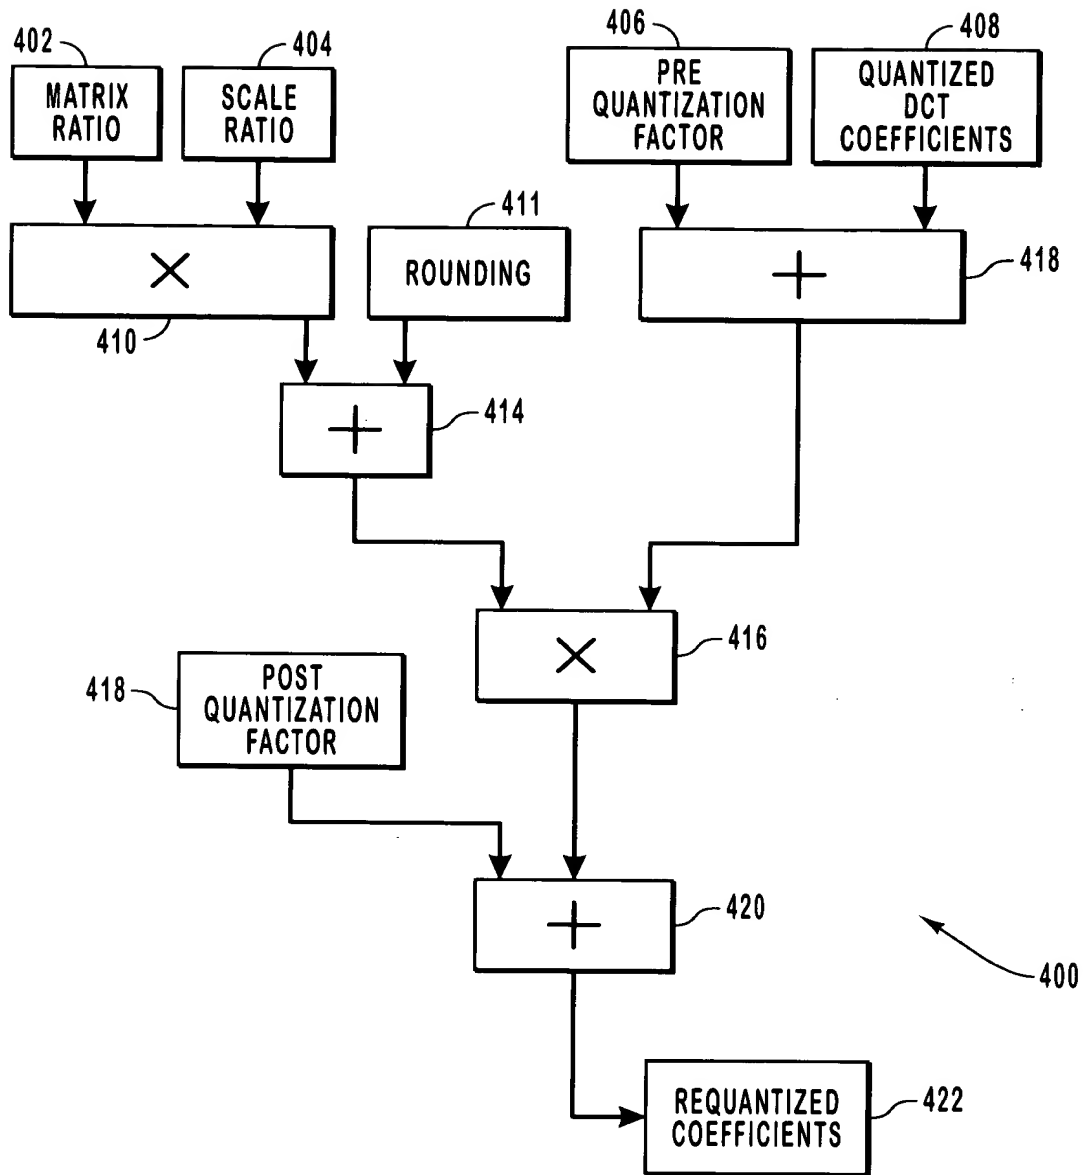 402
404
406
408
MATRIX
RATIO
SCALE
RATIO
PRE
QUANTIZATION
FACTOR
QUANTIZED
DCT
COEFFICIENTS
411
×
ROUNDING
+
418
410
+
414
×
416
418
POST
QUANTIZATION
FACTOR
+
420
400
REQUANTIZED
COEFFICIENTS
422